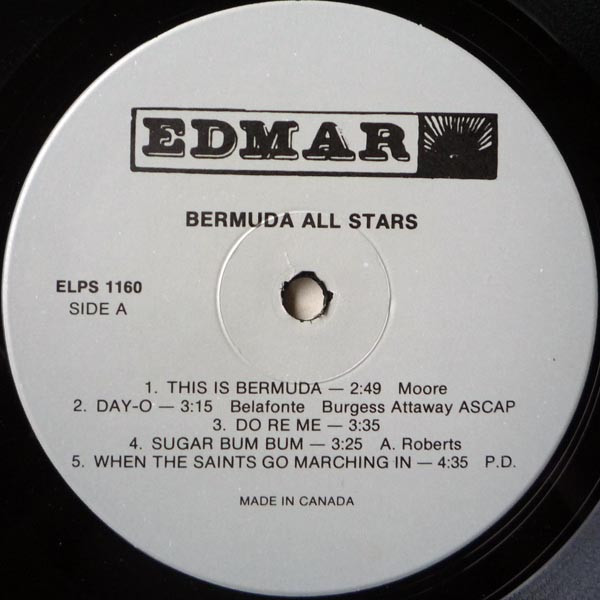 EDMAR
BERMUDA ALL STARS
ELPS 1160
SIDE A
1. THIS IS BERMUDA — 2:49 Moore
2. DAY-O — 3:15 Belafonte Burgess Attaway ASCAP
3. DO RE ME — 3:35
4. SUGAR BUM BUM — 3:25 A. Roberts
5. WHEN THE SAINTS GO MARCHING IN — 4:35 P.D.
MADE IN CANADA